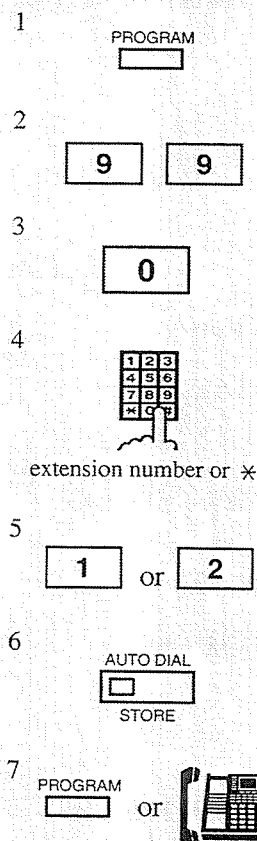 1
PROGRAM
2
9 9
3
0
4
1 2 3
4 5 6
7 8 9
* 0 #
extension number or *
5
1 or 2
6
AUTO DIAL
STORE
7
PROGRAM
or